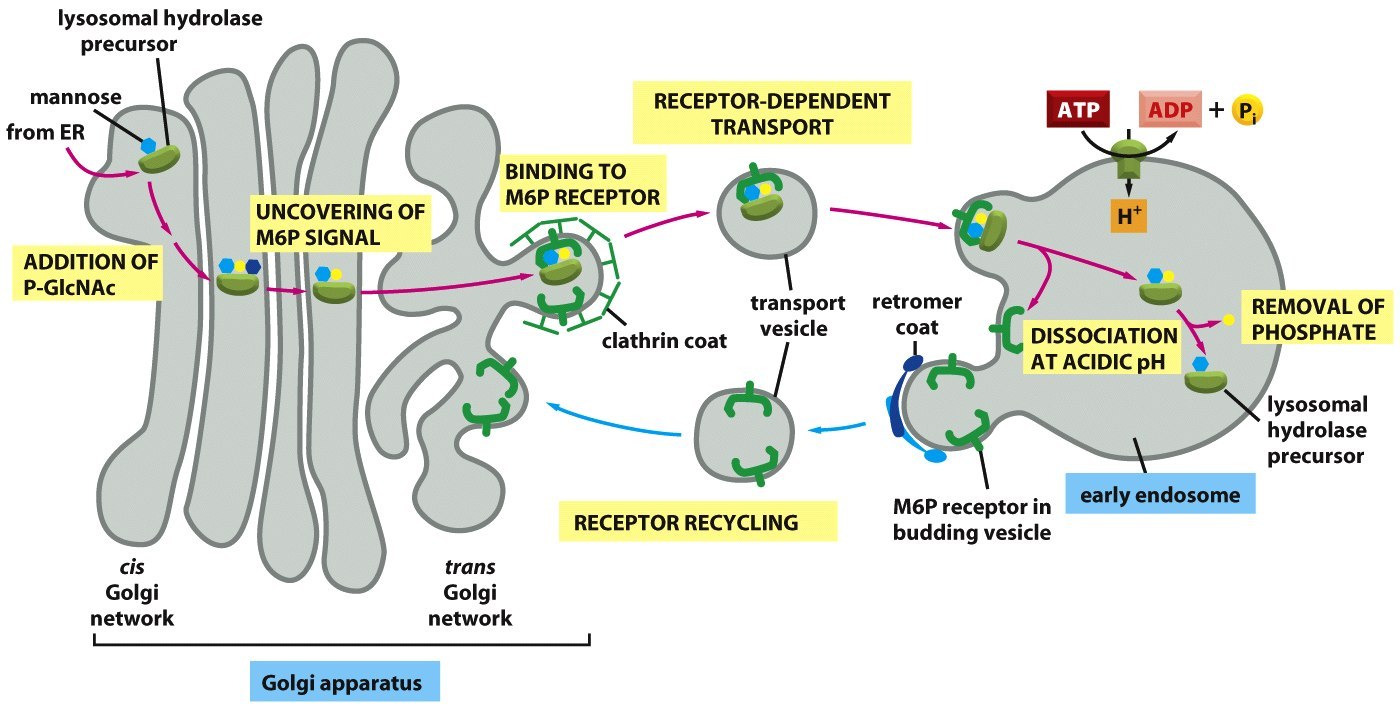 lysosomal hydrolase
precursor
mannose
from ER
ADDITION OF
P-GlcNAc
UNCOVERING OF
M6P SIGNAL
BINDING TO
M6P RECEPTOR
RECEPTOR-DEPENDENT
TRANSPORT
ATP
ADP + Pi
H+
clathrin coat
transport
vesicle
retromer
coat
DISSOCIATION
AT ACIDIC pH
REMOVAL OF
PHOSPHATE
lysosomal
hydrolase
precursor
early endosome
M6P receptor in
budding vesicle
RECEPTOR RECYCLING
cis
Golgi
network
trans
Golgi
network
Golgi apparatus